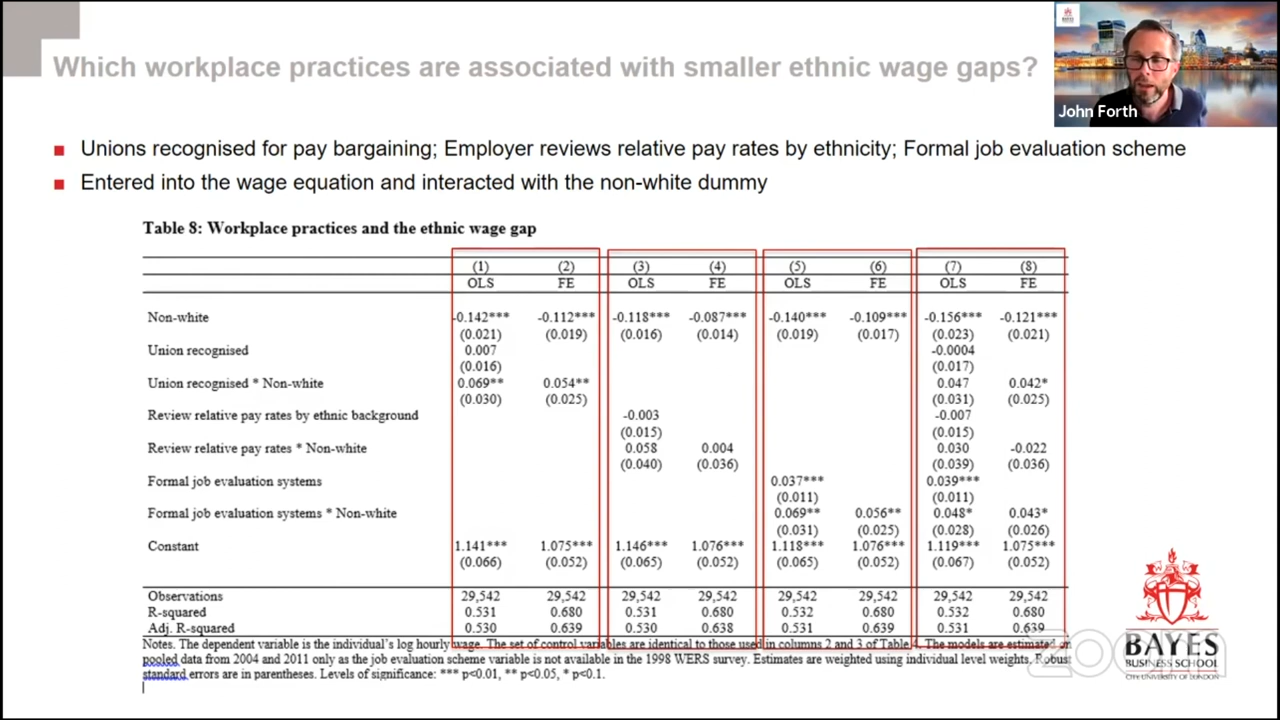 Which workplace practices are associated with smaller ethnic wage gaps?
BAYES
John Forth
Unions recognised for pay bargaining; Employer reviews relative pay rates by ethnicity; Formal job evaluation scheme
Entered into the wage equation and interacted with the non-white dummy
Table 8: Workplace practices and the ethnic wage gap
(1) (2) (3) (4) (5) (6) (7) (8)
OLS FE OLS FE OLS FE OLS FE
Non-white -0.142*** -0.112*** -0.118*** -0.087*** -0.140*** -0.109*** -0.156*** -0.121***
(0.021) (0.019) (0.016) (0.014) (0.019) (0.017) (0.023) (0.021)
Union recognised 0.007 -0.0004
(0.016) (0.017)
Union recognised * Non-white 0.069** 0.054** 0.047 0.042*
(0.030) (0.025) (0.031) (0.025)
Review relative pay rates by ethnic background -0.003 -0.007
(0.015) (0.015)
Review relative pay rates * Non-white 0.058 0.004 0.030 -0.022
(0.040) (0.036) (0.039) (0.036)
Formal job evaluation systems 0.037*** 0.039***
(0.011) (0.011)
Formal job evaluation systems * Non-white 0.069** 0.056** 0.048* 0.043*
(0.031) (0.025) (0.028) (0.026)
Constant 1.141*** 1.075*** 1.146*** 1.076*** 1.118*** 1.076*** 1.119*** 1.075***
(0.066) (0.052) (0.065) (0.052) (0.065) (0.052) (0.067) (0.052)
Observations 29,542 29,542 29,542 29,542 29,542 29,542 29,542 29,542
R-squared 0.531 0.680 0.531 0.680 0.532 0.680 0.532 0.680
Adj. R-squared 0.530 0.639 0.530 0.638 0.531 0.639 0.531 0.639
Notes. The dependent variable is the individual's log hourly wage. The set of control variables are identical to those used in columns 2 and 3 of Table 4. The models are estimated on
pooled data from 2004 and 2011 only as the job evaluation scheme variable is not available in the 1998 WERS survey. Estimates are weighted using individual level weights. Robust
standard errors are in parentheses. Levels of significance: *** p<0.01, ** p<0.05, * p<0.1.
BAYES
BUSINESS SCHOOL
CITY UNIVERSITY OF LONDON
zoom